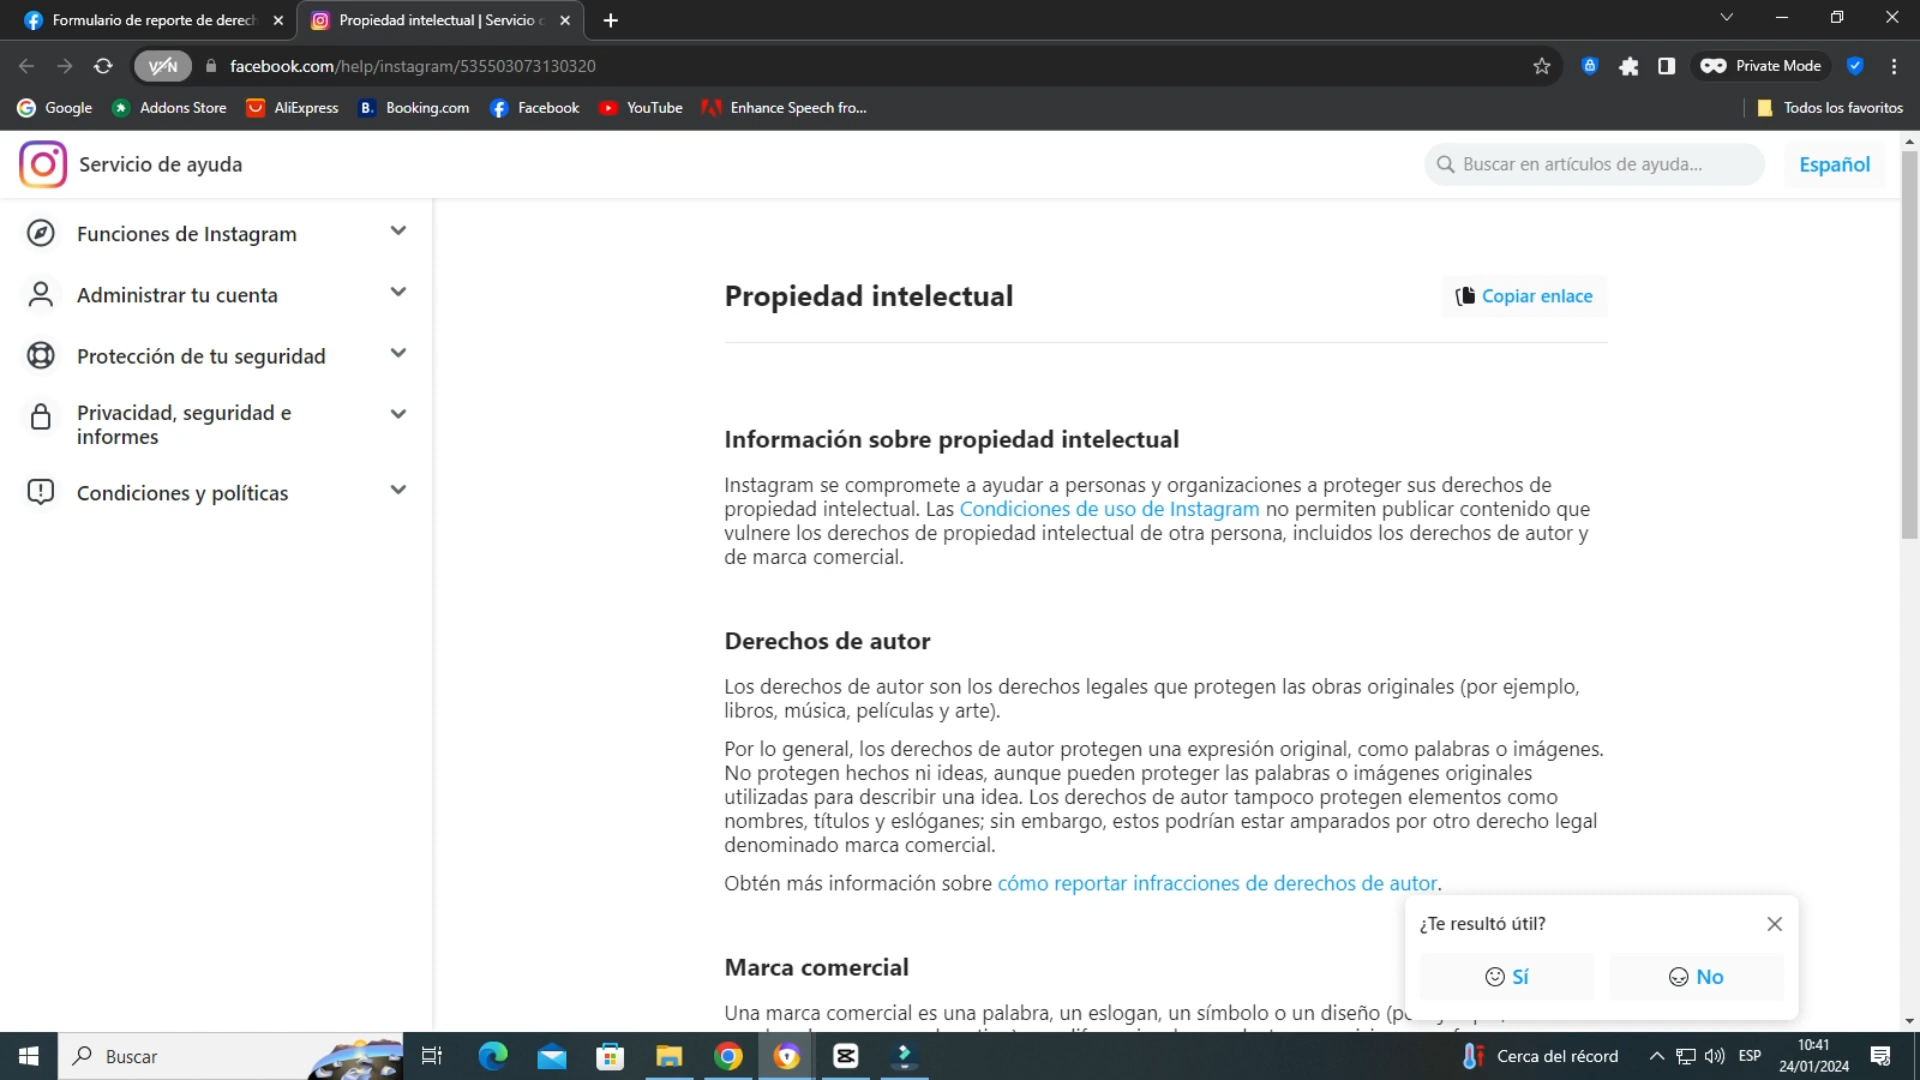 Formulario de reporte de derech
Propiedad intelectual | Servicio
VPN
facebook.com/help/instagram/535503073130320
Private Mode
Google
Addons Store
AliExpress
B.
Booking.com
Facebook
YouTube
Enhance Speech fro...
Todos los favoritos
Servicio de ayuda
Buscar en artículos de ayuda...
Español
Funciones de Instagram
Administrar tu cuenta
Protección de tu seguridad
Privacidad, seguridad e
informes
Condiciones y políticas
Propiedad intelectual
Copiar enlace
Información sobre propiedad intelectual
Instagram se compromete a ayudar a personas y organizaciones a proteger sus derechos de
propiedad intelectual. Las Condiciones de uso de Instagram no permiten publicar contenido que
vulnere los derechos de propiedad intelectual de otra persona, incluidos los derechos de autor y
de marca comercial.
Derechos de autor
Los derechos de autor son los derechos legales que protegen las obras originales (por ejemplo,
libros, música, películas y arte).
Por lo general, los derechos de autor protegen una expresión original, como palabras o imágenes.
No protegen hechos ni ideas, aunque pueden proteger las palabras o imágenes originales
utilizadas para describir una idea. Los derechos de autor tampoco protegen elementos como
nombres, títulos y eslóganes; sin embargo, estos podrían estar amparados por otro derecho legal
denominado marca comercial.
Obtén más información sobre cómo reportar infracciones de derechos de autor.
¿Te resultó útil?
Sí
No
Marca comercial
Una marca comercial es una palabra, un eslogan, un símbolo o un diseño
Buscar
Cerca del récord
ESP
10:41
24/01/2024